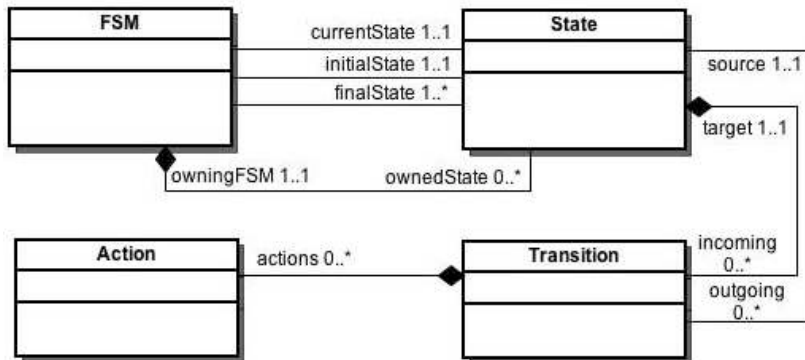 FSM
State
currentState 1..1
initialState 1..1
finalState 1..*
source 1..1
target 1..1
owningFSM 1..1
ownedState 0..*
Action
actions 0..*
Transition
incoming
0..*
outgoing
0..*